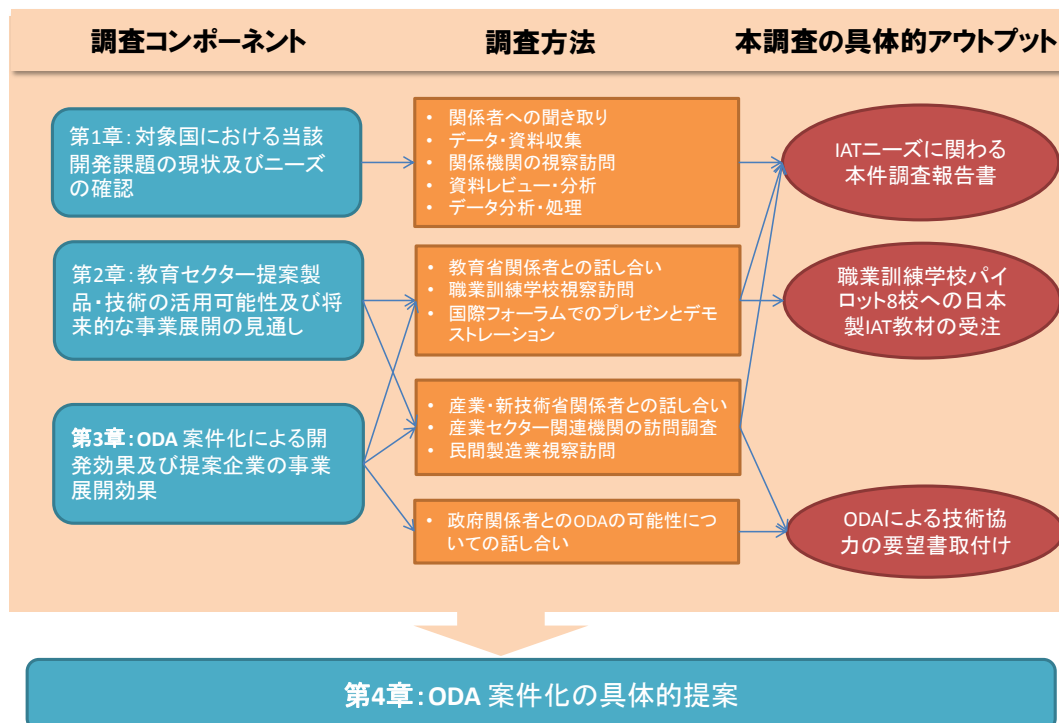 調査コンポーネント
調査方法
本調査の具体的アウトプット
第1章：対象国における当該
開発課題の現状及びニーズ
の確認
• 関係者への聞き取り
• データ・資料収集
• 関係機関の視察訪問
• 資料レビュー・分析
• データ分析・処理
IATニーズに関わる
本件調査報告書
第2章：教育セクター提案製
品・技術の活用可能性及び将
来的な事業展開の見通し
• 教育省関係者との話し合い
• 職業訓練学校視察訪問
• 国際フォーラムでのプレゼンとデモ
ストレーション
職業訓練学校パイ
ロット8校への日本
製IAT教材の受注
第3章：ODA 案件化による開
発効果及び提案企業の事業
展開効果
• 産業・新技術省関係者との話し合い
• 産業セクター関連機関の訪問調査
• 民間製造業視察訪問
• 政府関係者とのODAの可能性につ
いての話し合い
ODAによる技術協
力の要望書取付け
第4章：ODA 案件化の具体的提案